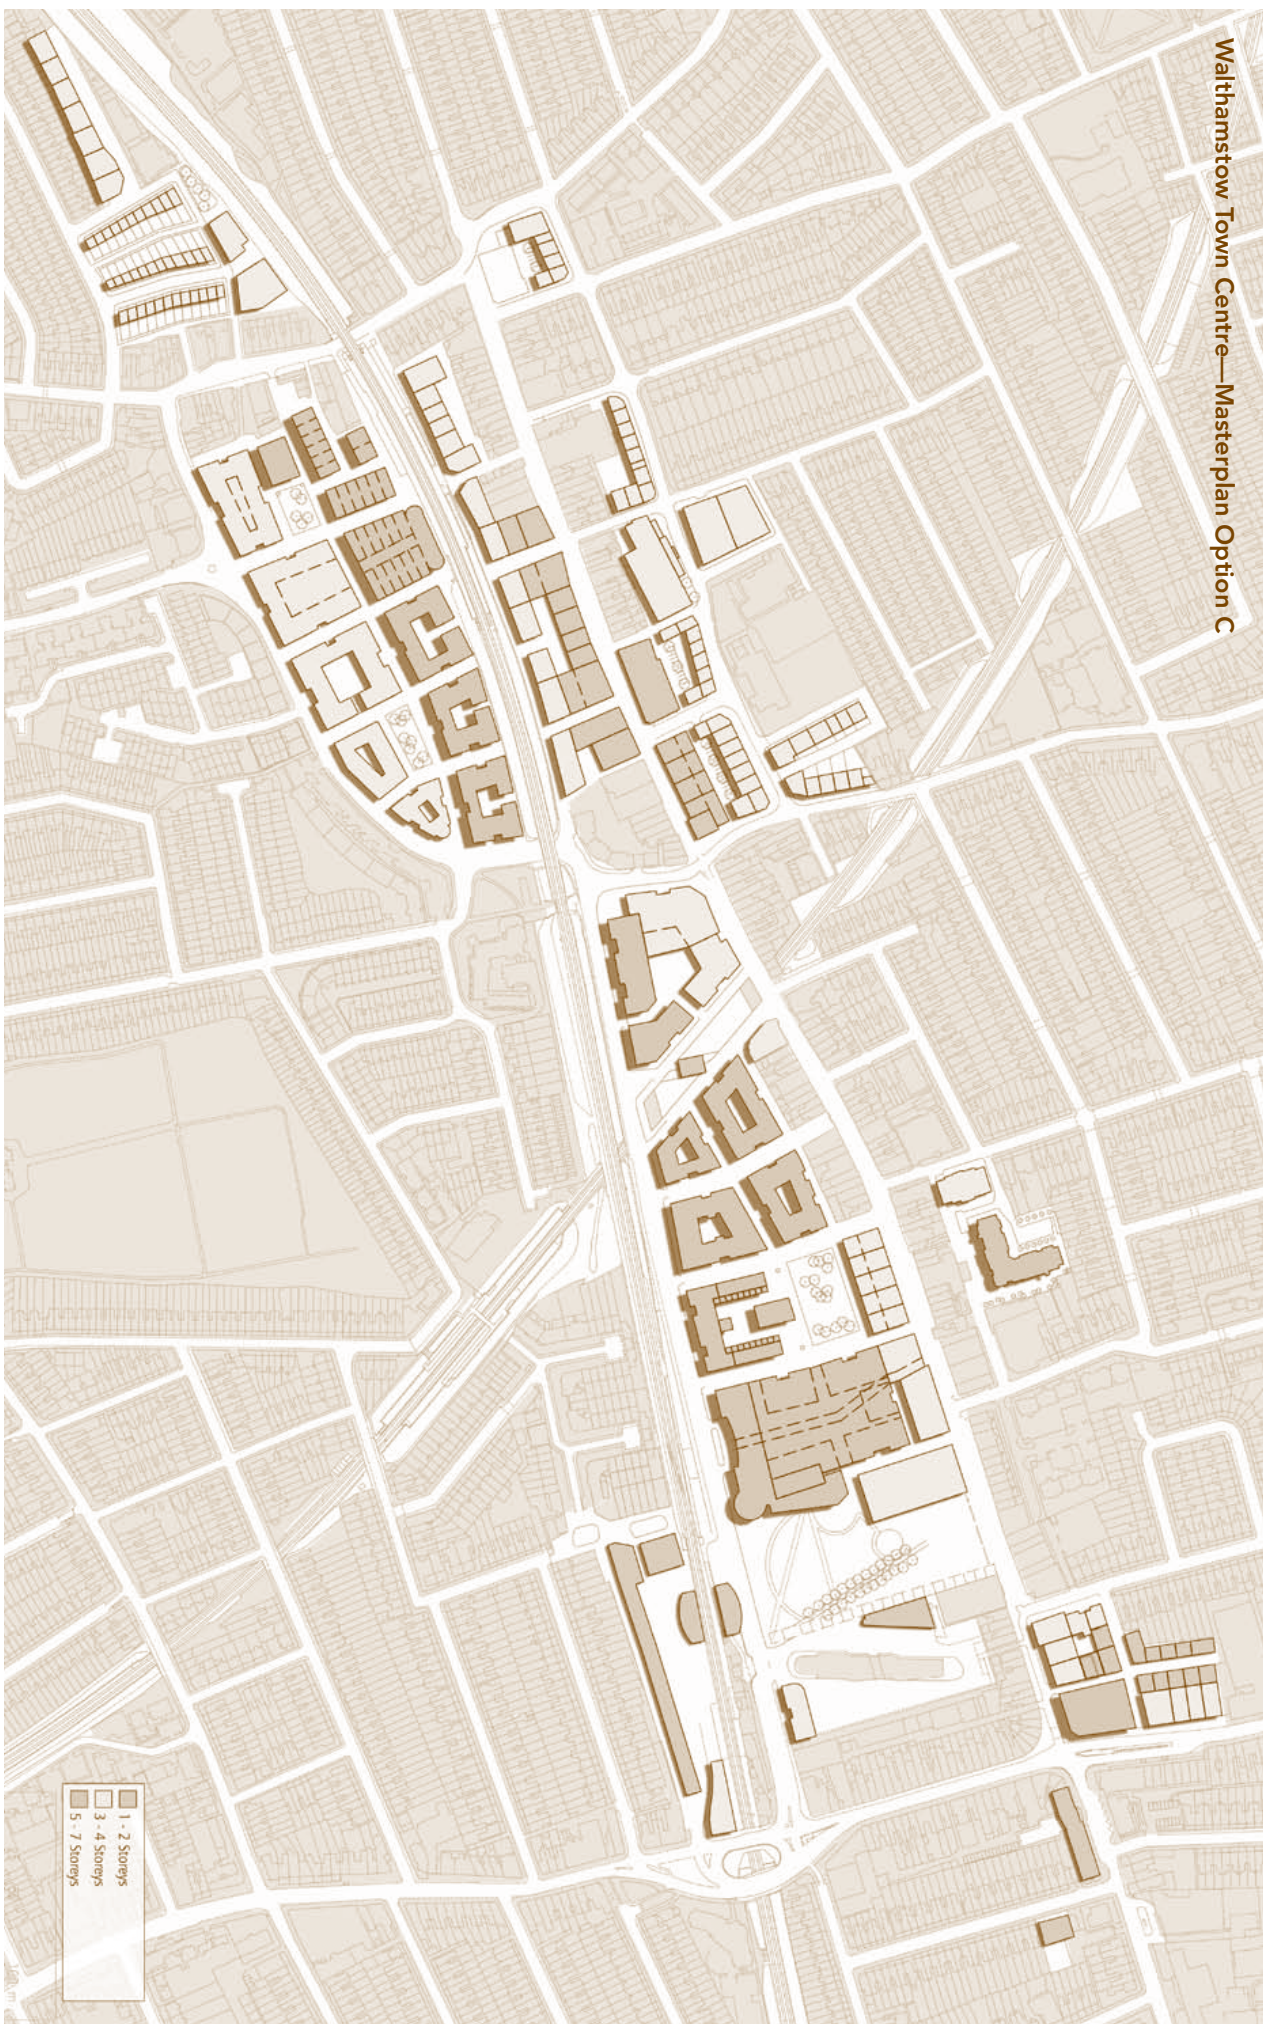 Walthamstow Town Centre—Masterplan Option C
1 - 2 Storeys
3 - 4 Storeys
5 - 7 Storeys